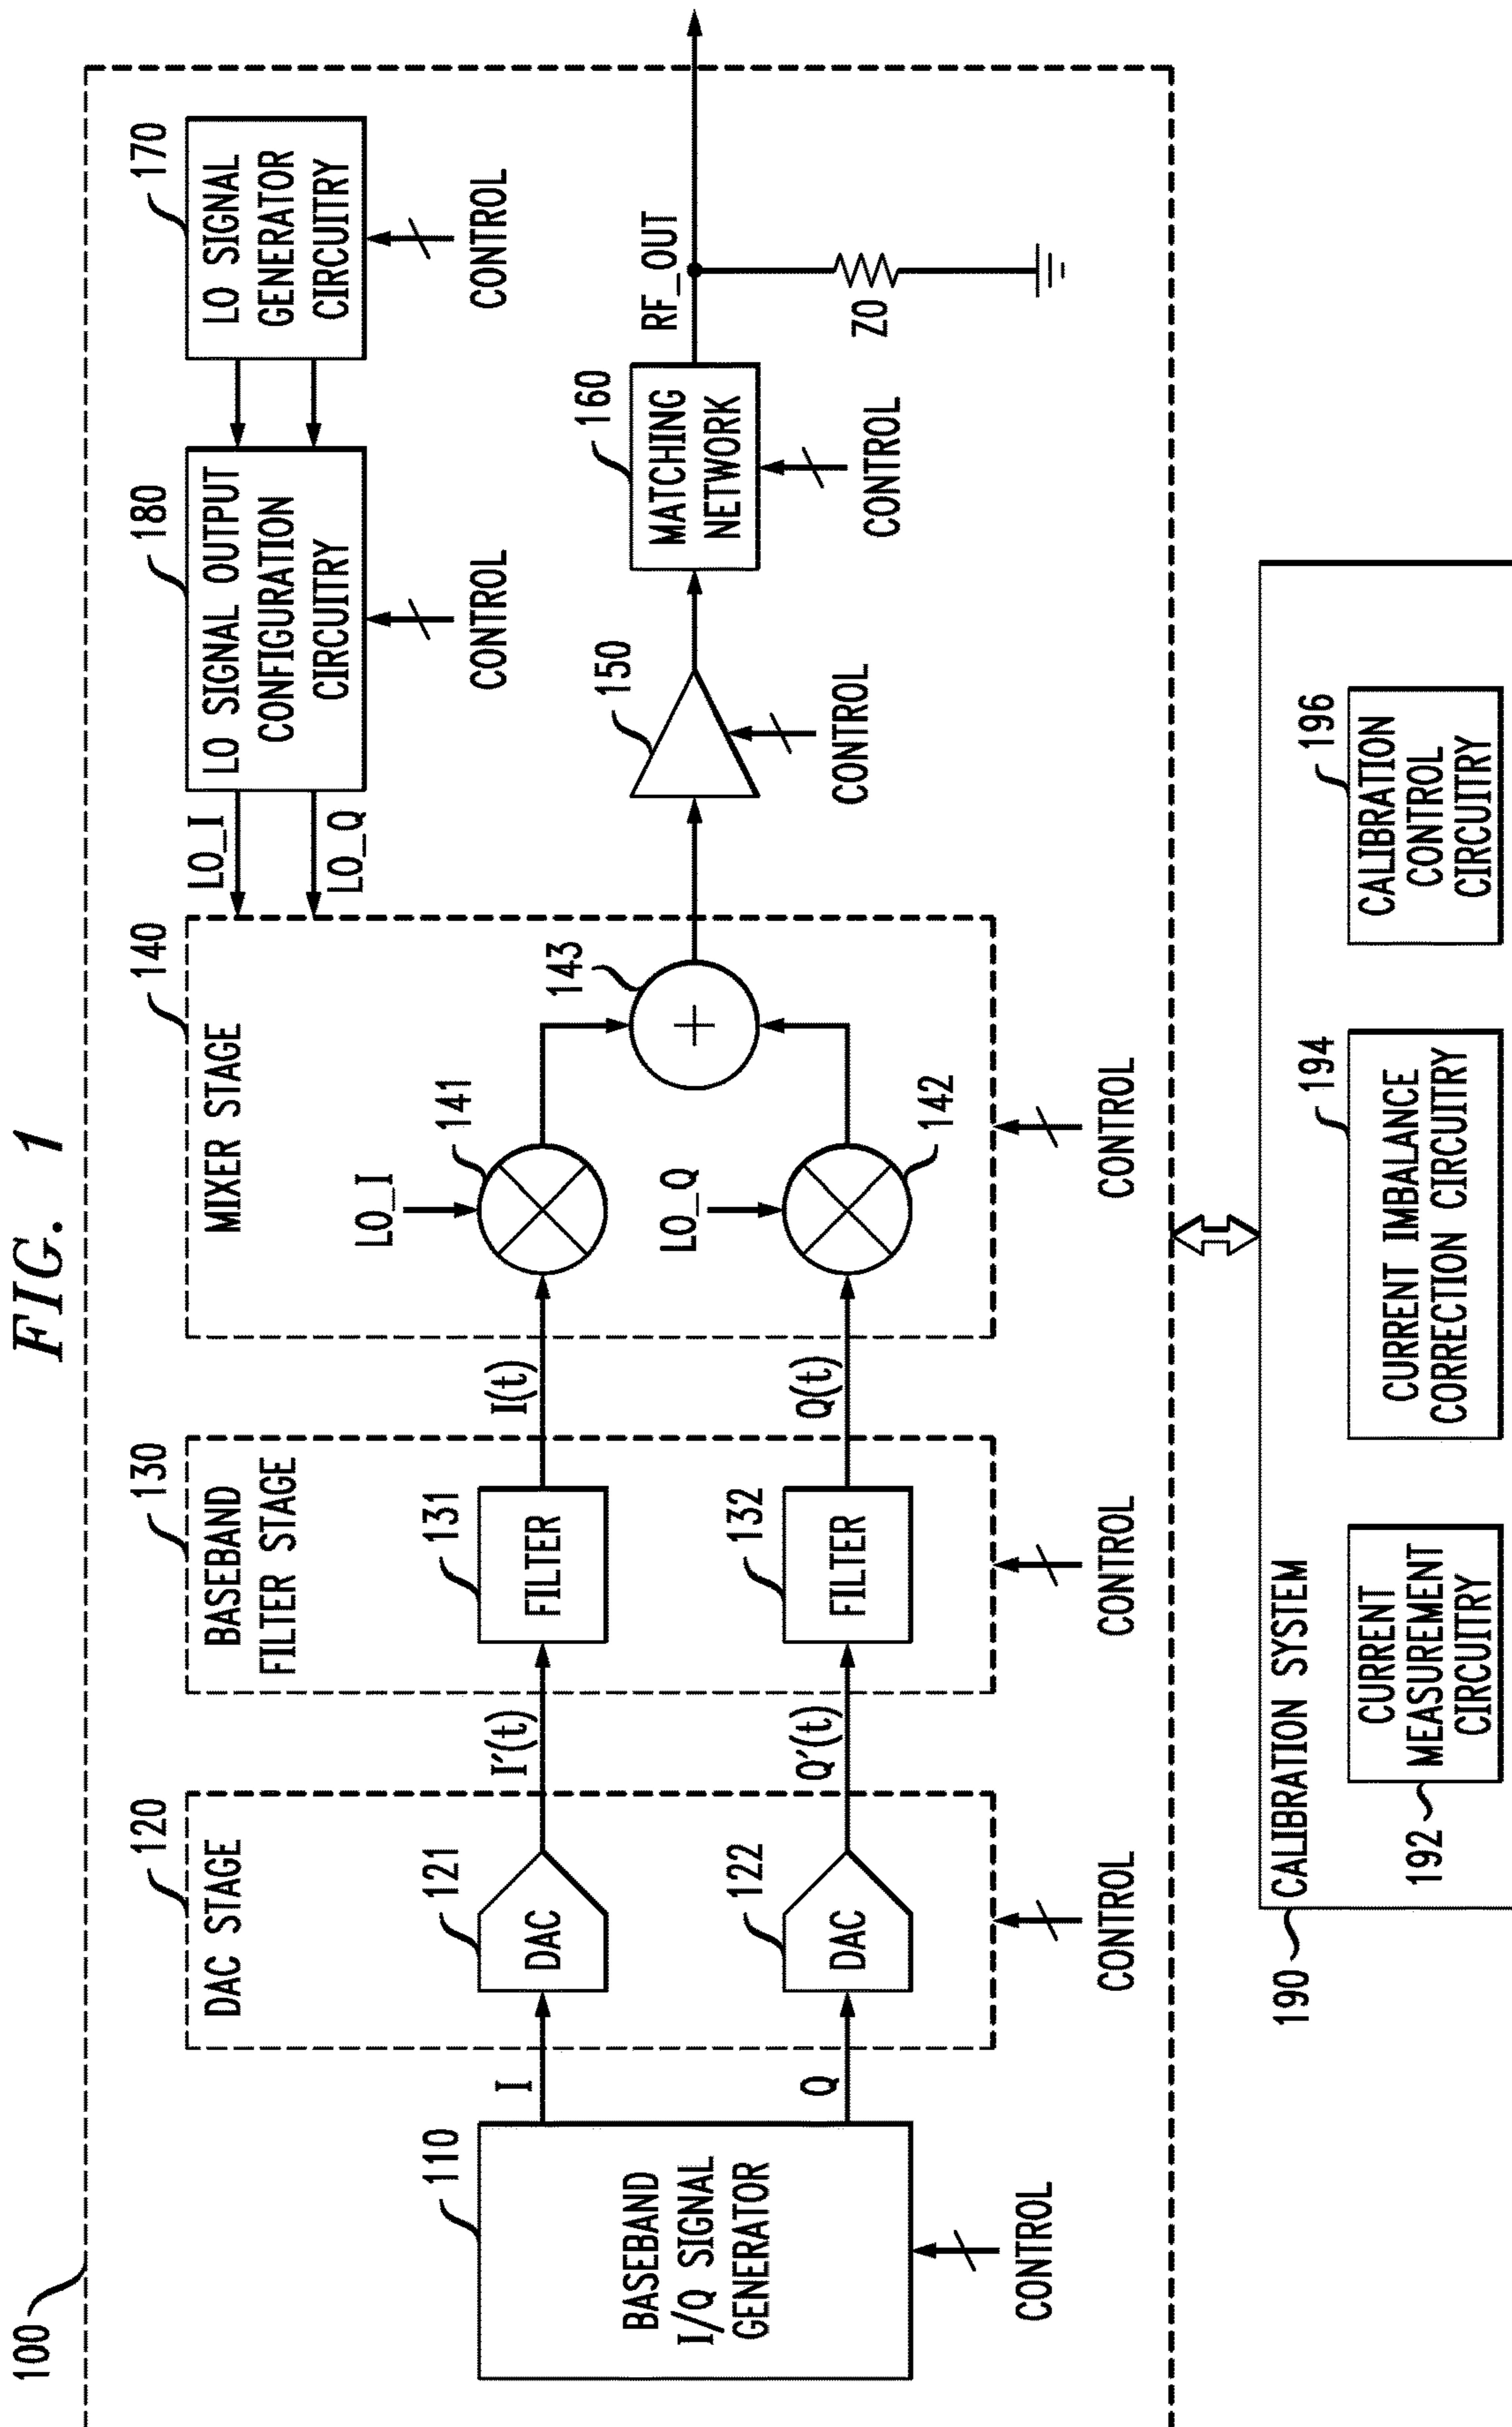 FIG. 1
100
110
BASEBAND
I/Q SIGNAL
GENERATOR
CONTROL
I
Q
120
DAC STAGE
121
DAC
122
DAC
CONTROL
I'(t)
Q'(t)
130
BASEBAND
FILTER STAGE
131
FILTER
132
FILTER
CONTROL
I(t)
Q(t)
140
MIXER STAGE
LO_I
141
LO_Q
142
143
CONTROL
LO_I
LO_Q
180
LO SIGNAL OUTPUT
CONFIGURATION
CIRCUITRY
CONTROL
170
LO SIGNAL
GENERATOR
CIRCUITRY
CONTROL
150
CONTROL
160
MATCHING
NETWORK
CONTROL
RF_OUT
Z0
190
CALIBRATION SYSTEM
192
CURRENT
MEASUREMENT
CIRCUITRY
194
CURRENT IMBALANCE
CORRECTION CIRCUITRY
196
CALIBRATION
CONTROL
CIRCUITRY